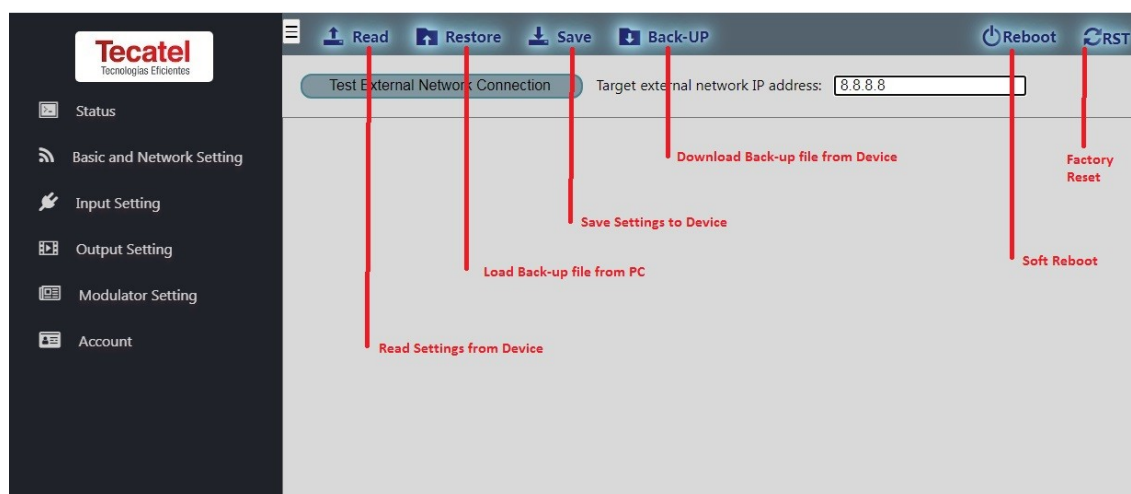 Tecatel
Tecnologías Eficientes
Status
Basic and Network Setting
Input Setting
Output Setting
Modulator Setting
Account
Read Restore Save Back-UP Reboot RST
Test External Network Connection Target external network IP address: 8.8.8.8
Download Back-up file from Device
Factory
Reset
Save Settings to Device
Soft Reboot
Load Back-up file from PC
Read Settings from Device